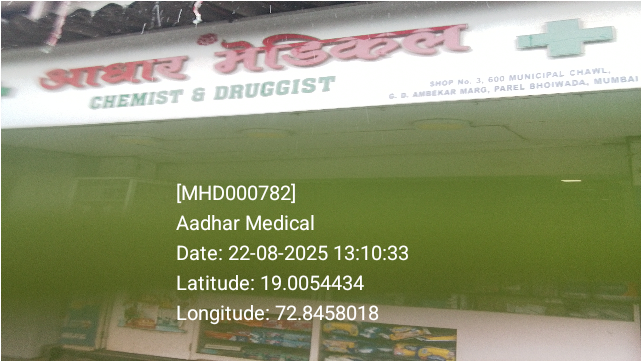 आधार मेडिकल
CHEMIST & DRUGGIST
SHOP No. 3, 600 MUNICIPAL CHAWL,
G. D. AMBEKAR MARG, PAREL BHOIWADA, MUMBAI
[MHD000782]
Aadhar Medical
Date: 22-08-2025 13:10:33
Latitude: 19.0054434
Longitude: 72.8458018